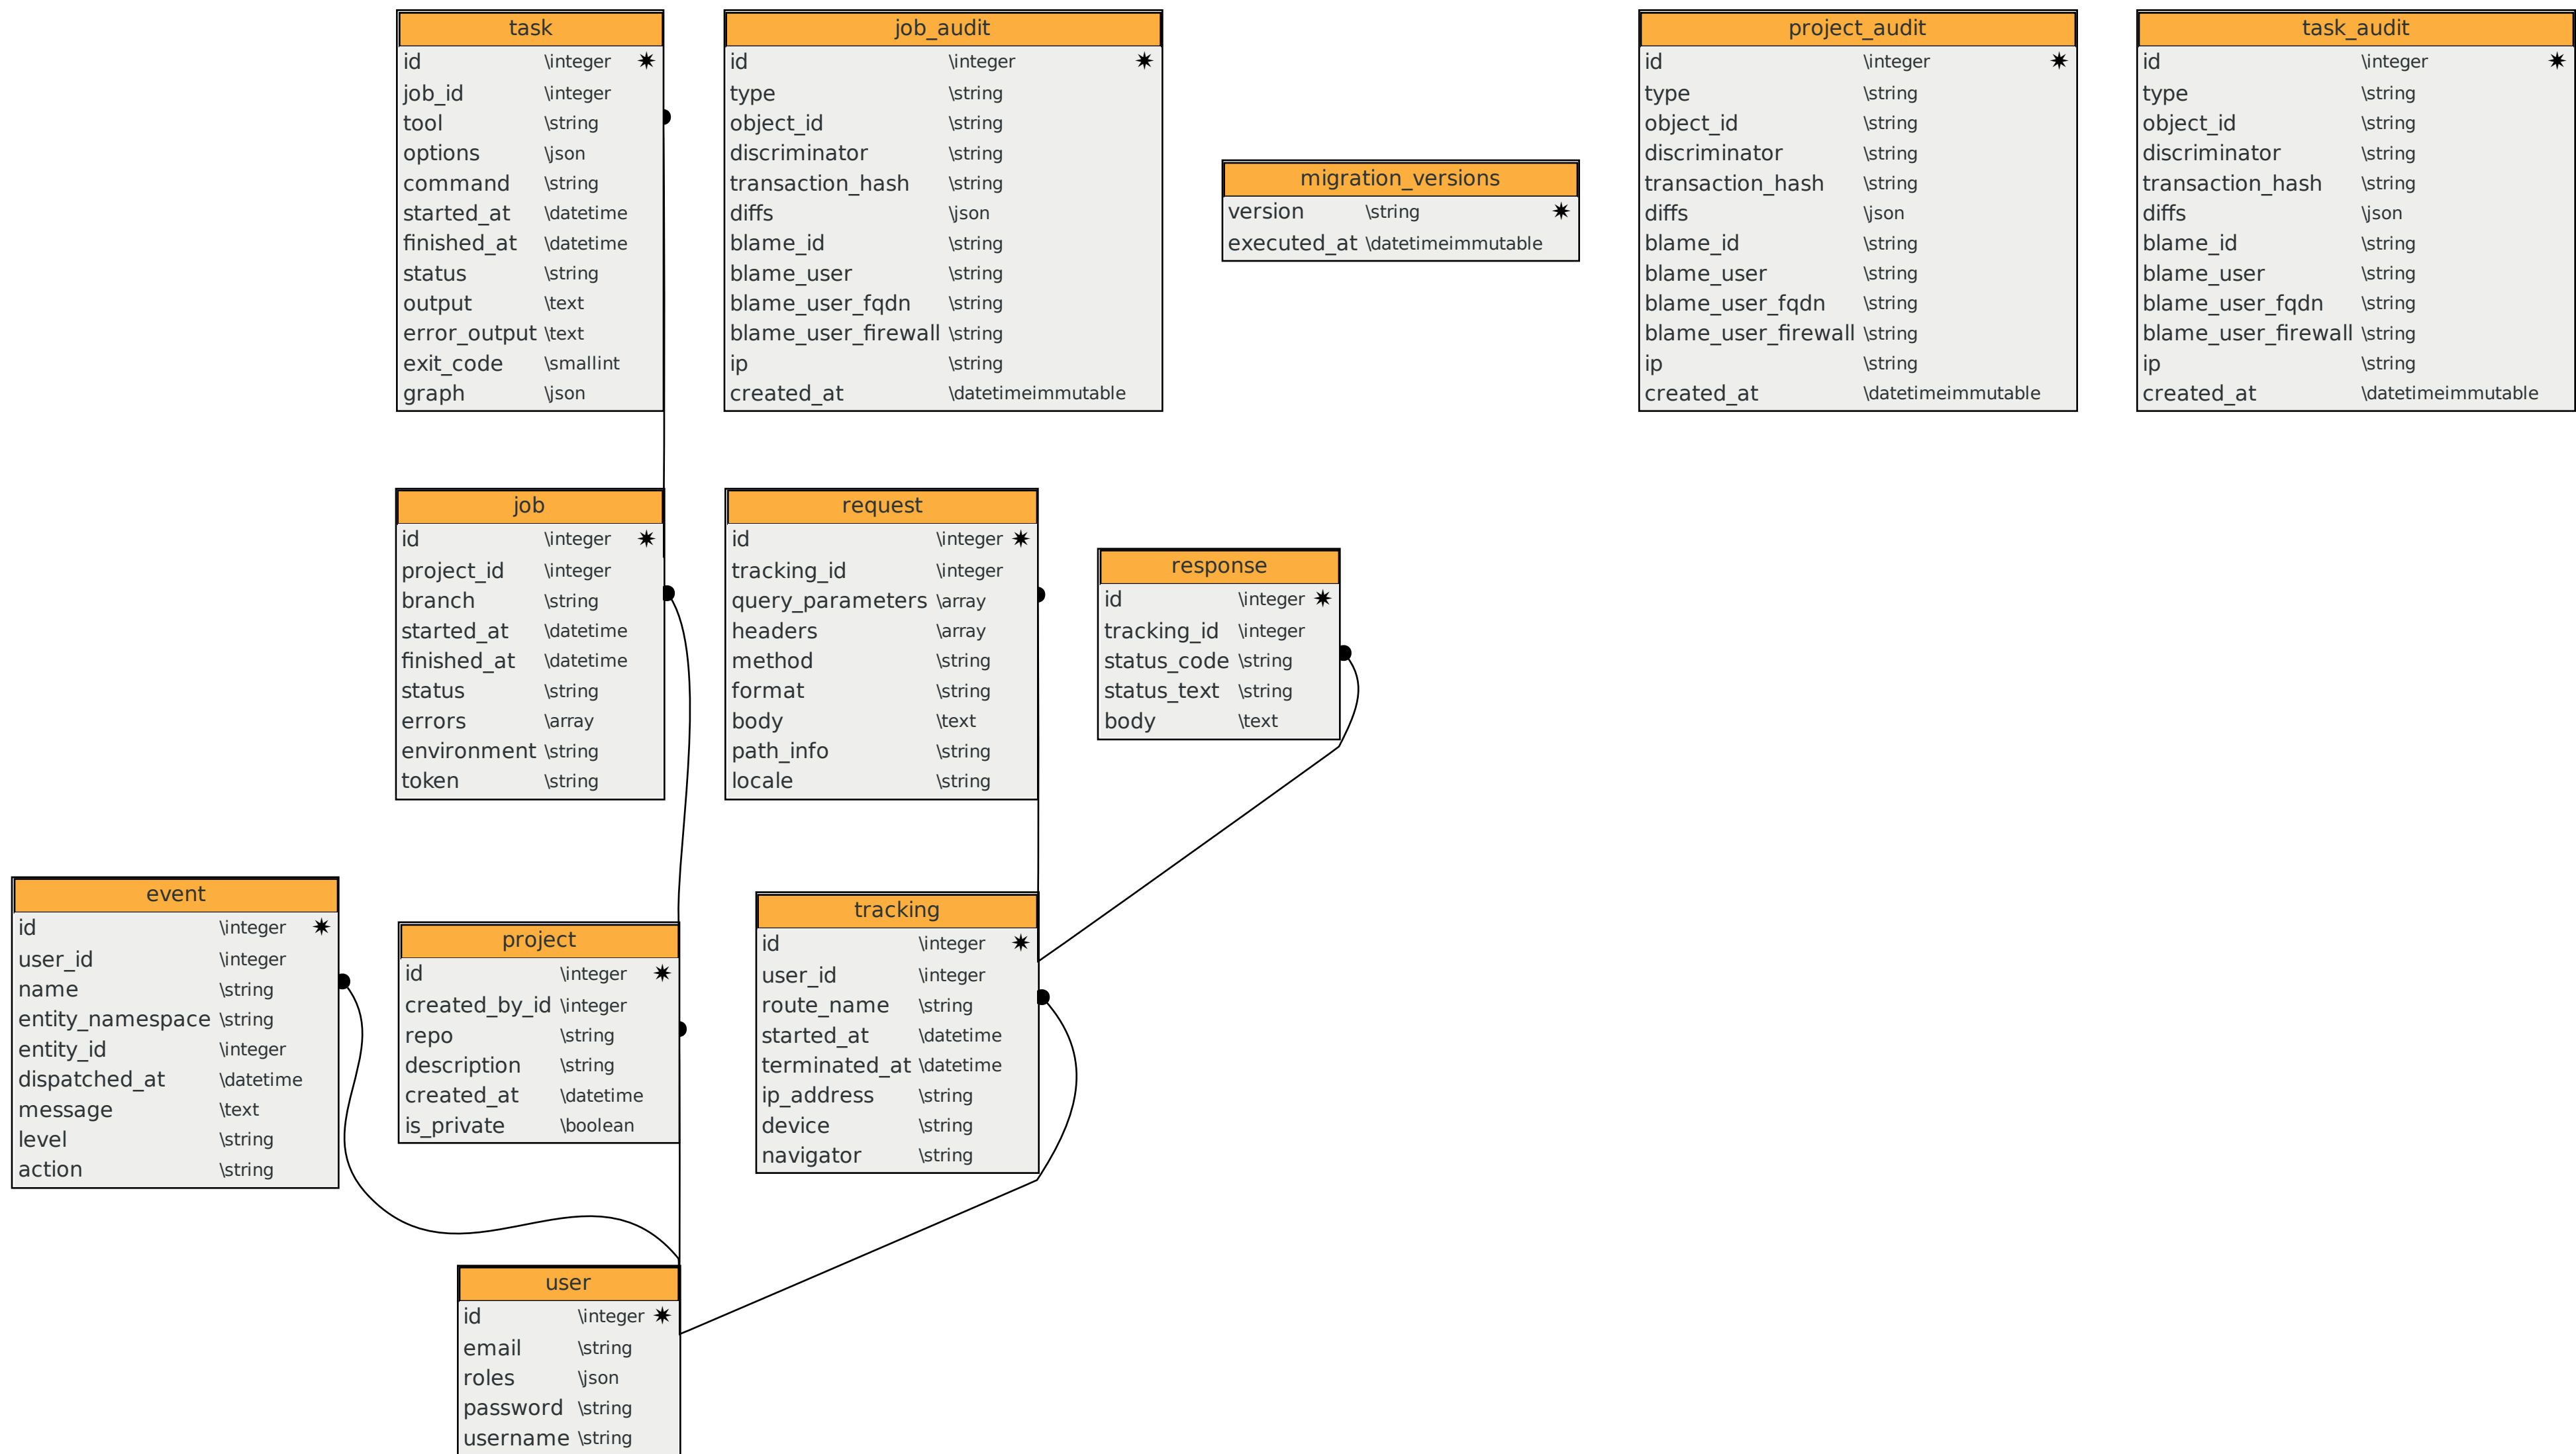 task
id \integer ✷
job_id \integer
tool \string
options \json
command \string
started_at \datetime
finished_at \datetime
status \string
output \text
error_output \text
exit_code \smallint
graph \json
job_audit
id \integer ✷
type \string
object_id \string
discriminator \string
transaction_hash \string
diffs \json
blame_id \string
blame_user \string
blame_user_fqdn \string
blame_user_firewall \string
ip \string
created_at \datetimeimmutable
migration_versions
version \string ✷
executed_at \datetimeimmutable
project_audit
id \integer ✷
type \string
object_id \string
discriminator \string
transaction_hash \string
diffs \json
blame_id \string
blame_user \string
blame_user_fqdn \string
blame_user_firewall \string
ip \string
created_at \datetimeimmutable
task_audit
id \integer ✷
type \string
object_id \string
discriminator \string
transaction_hash \string
diffs \json
blame_id \string
blame_user \string
blame_user_fqdn \string
blame_user_firewall \string
ip \string
created_at \datetimeimmutable
job
id \integer ✷
project_id \integer
branch \string
started_at \datetime
finished_at \datetime
status \string
errors \array
environment \string
token \string
request
id \integer ✷
tracking_id \integer
query_parameters \array
headers \array
method \string
format \string
body \text
path_info \string
locale \string
response
id \integer ✷
tracking_id \integer
status_code \string
status_text \string
body \text
event
id \integer ✷
user_id \integer
name \string
entity_namespace \string
entity_id \integer
dispatched_at \datetime
message \text
level \string
action \string
project
id \integer ✷
created_by_id \integer
repo \string
description \string
created_at \datetime
is_private \boolean
tracking
id \integer ✷
user_id \integer
route_name \string
started_at \datetime
terminated_at \datetime
ip_address \string
device \string
navigator \string
user
id \integer ✷
email \string
roles \json
password \string
username \string